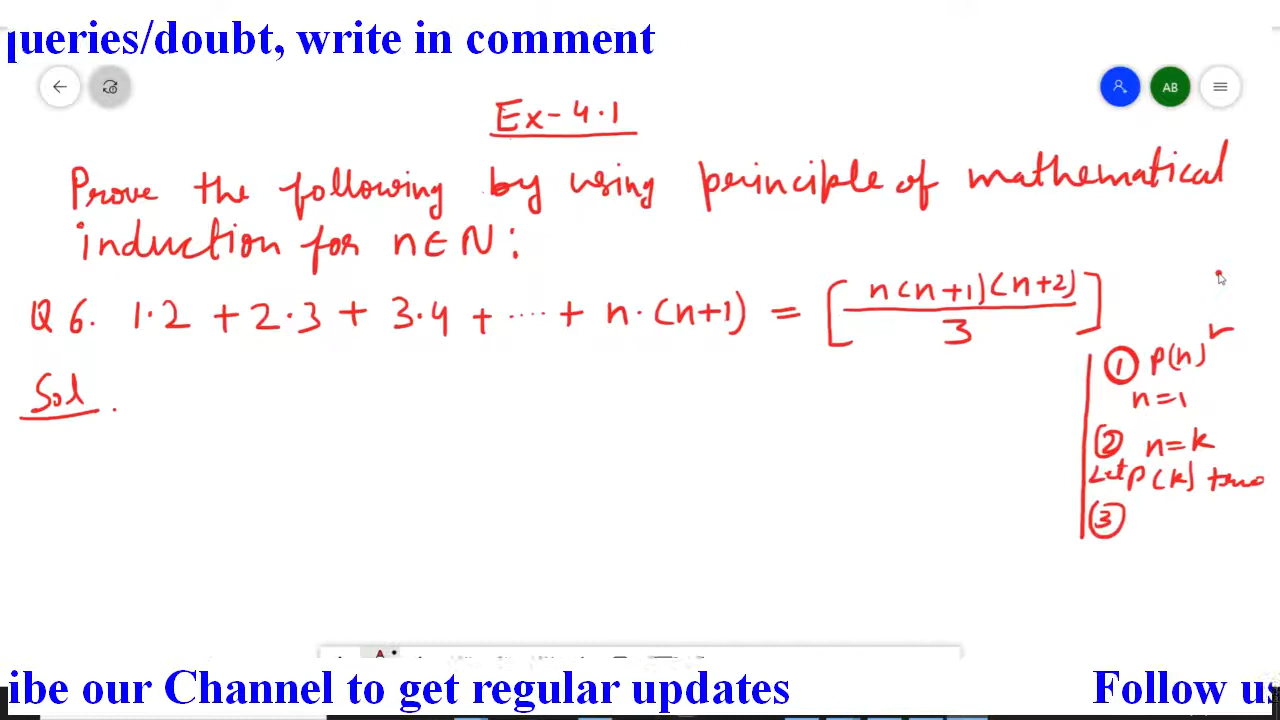 queries/doubt, write in comment
AB
Ex-4.1
Prove the following by using principle of mathematical
induction for n∈N:
Q 6. 1·2 + 2·3 + 3·4 + ····· + n·(n+1) = [n(n+1)(n+2)/3]
① P(n) ✓
n=1
Sol.
② n=k
Let P(k) true
③
ibe our Channel to get regular updates
Follow us